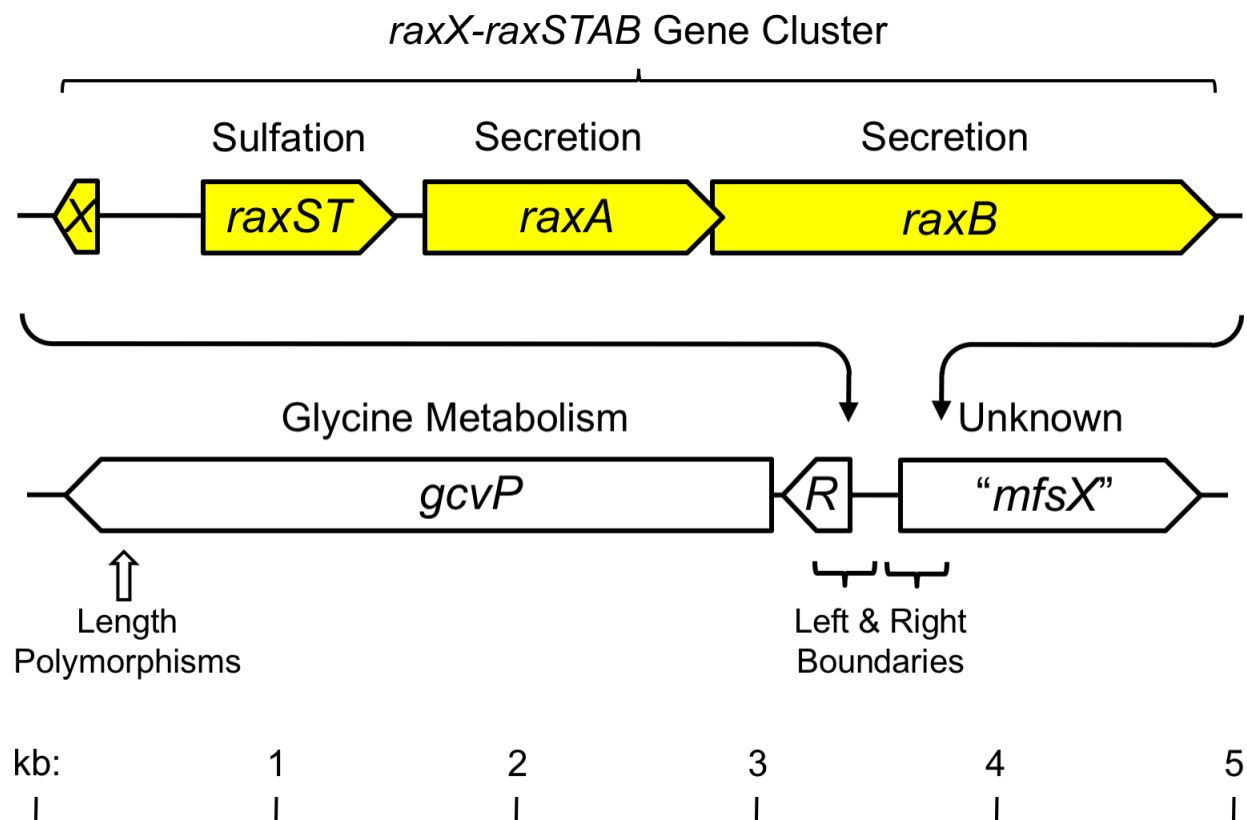 raxX-raxSTAB Gene Cluster
Sulfation Secretion Secretion
X raxST raxA raxB
Glycine Metabolism Unknown
gcvP R “mfsX”
Length
Polymorphisms
Left & Right
Boundaries
kb: 1 2 3 4 5